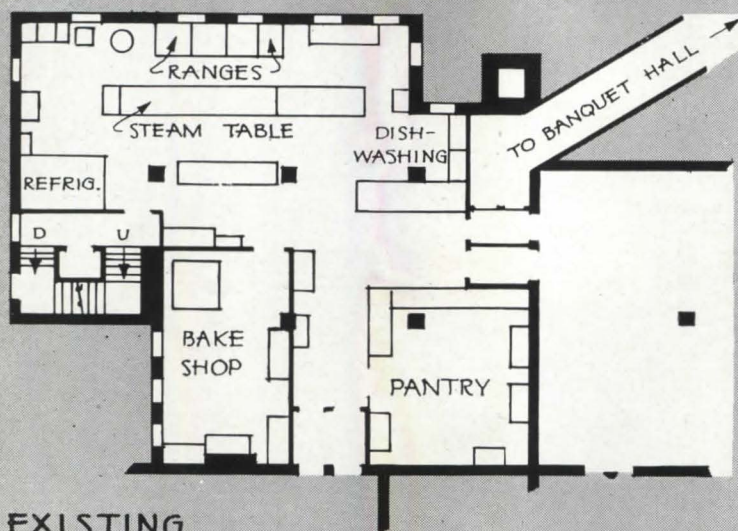 RANGES
STEAM TABLE
DISH-
WASHING
TO BANQUET HALL
REFRIG.
D U
BAKE
SHOP
PANTRY
EXISTING